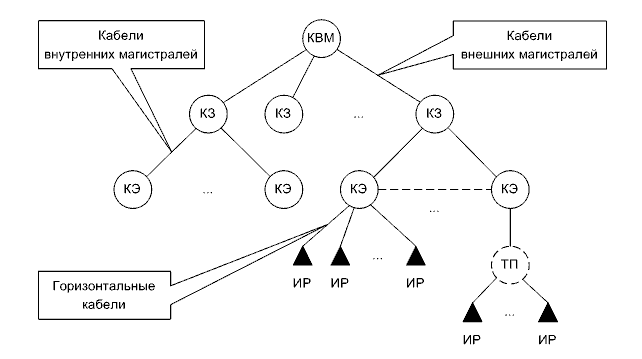 Кабели
внутренних магистралей
КВМ
Кабели
внешних магистралей
КЗ
КЗ
...
КЗ
КЭ
...
КЭ
КЭ
...
КЭ
Горизонтальные
кабели
...
ИР
ИР
ИР
ТП
...
ИР
ИР